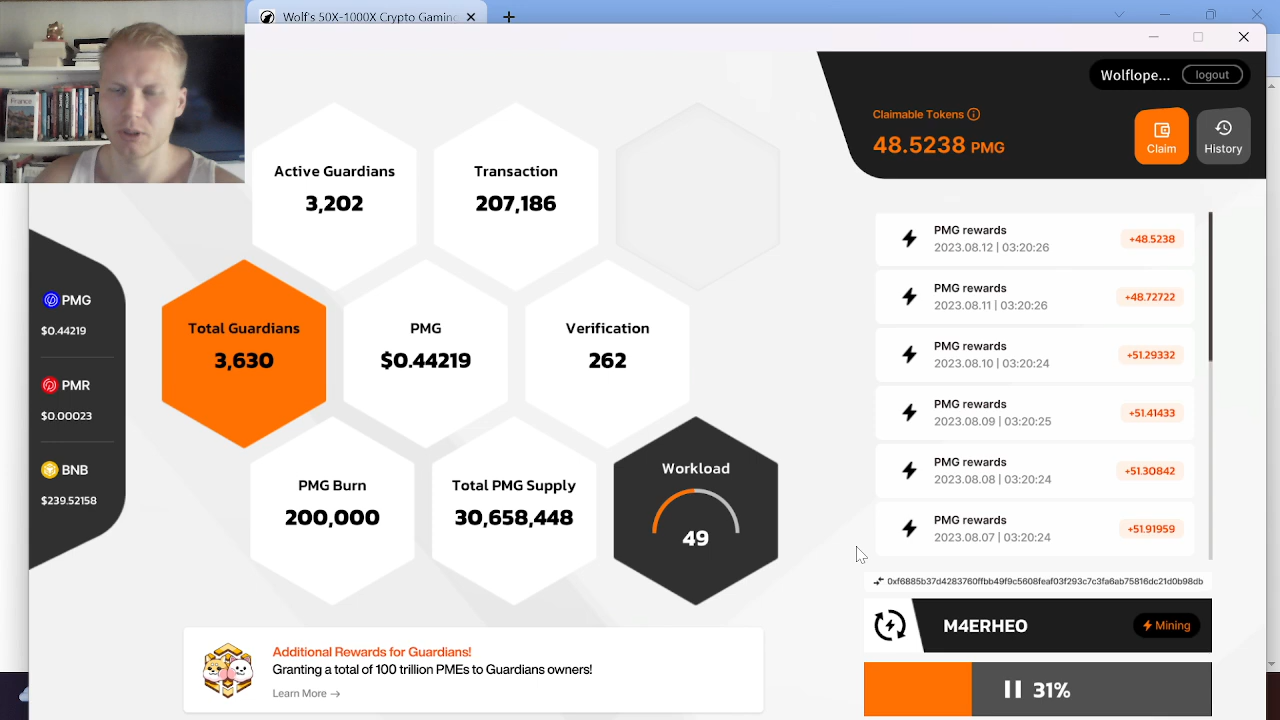 France
Wolflope...
logout
Claimable Tokens
48.5238 PMG
Claim
History
Active Guardians
3,202
Transaction
207,186
Total Guardians
3,630
PMG
$0.44219
Verification
262
PMG Burn
200,000
Total PMG Supply
30,658,448
Workload
49
PMG
$0.44219
PMR
$0.00023
BNB
$239.52158
PMG rewards
2023.08.12 | 03:20:26
+48.5238
PMG rewards
2023.08.11 | 03:20:26
+48.72722
PMG rewards
2023.08.10 | 03:20:24
+51.29332
PMG rewards
2023.08.09 | 03:20:25
+51.41433
PMG rewards
2023.08.08 | 03:20:24
+51.30842
PMG rewards
2023.08.07 | 03:20:24
+51.91959
0xf6885b37d4283760ffbb49f9c5608feaf03f293c7c3fa6ab75816dc21d0b98db
M4ERHEO
Mining
31%
Additional Rewards for Guardians!
Granting a total of 100 trillion PMEs to Guardians owners!
Learn More →